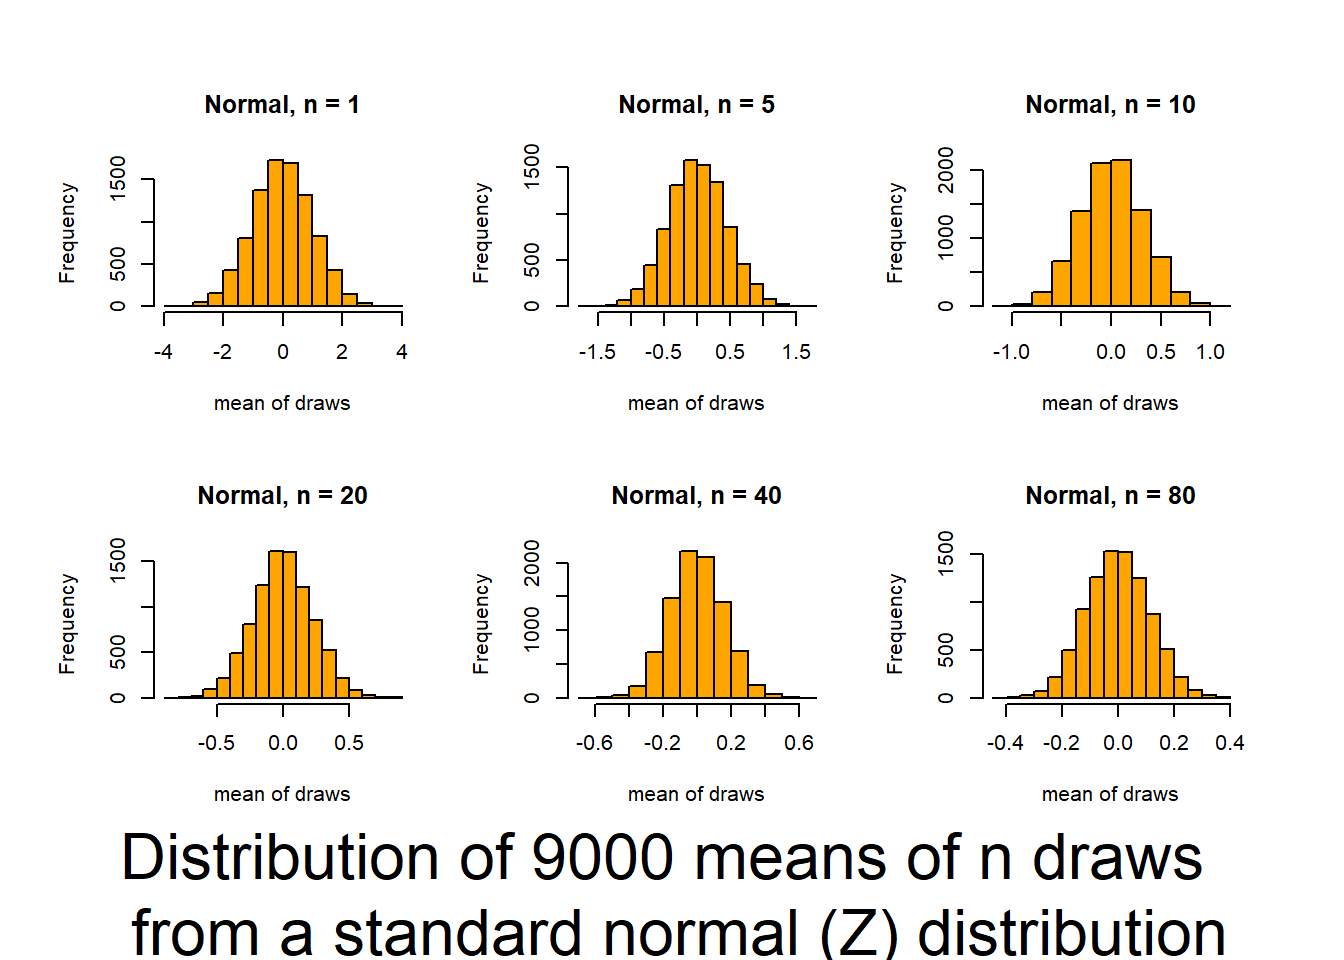 Normal, n = 1
Frequency
0 500 1500
-4 -2 0 2 4
mean of draws
Normal, n = 5
Frequency
0 500 1500
-1.5 -0.5 0.5 1.5
mean of draws
Normal, n = 10
Frequency
0 1000 2000
-1.0 0.0 0.5 1.0
mean of draws
Normal, n = 20
Frequency
0 500 1500
-0.5 0.0 0.5
mean of draws
Normal, n = 40
Frequency
0 1000 2000
-0.6 -0.2 0.2 0.6
mean of draws
Normal, n = 80
Frequency
0 500 1500
-0.4 -0.2 0.0 0.2 0.4
mean of draws
Distribution of 9000 means of n draws
from a standard normal (Z) distribution